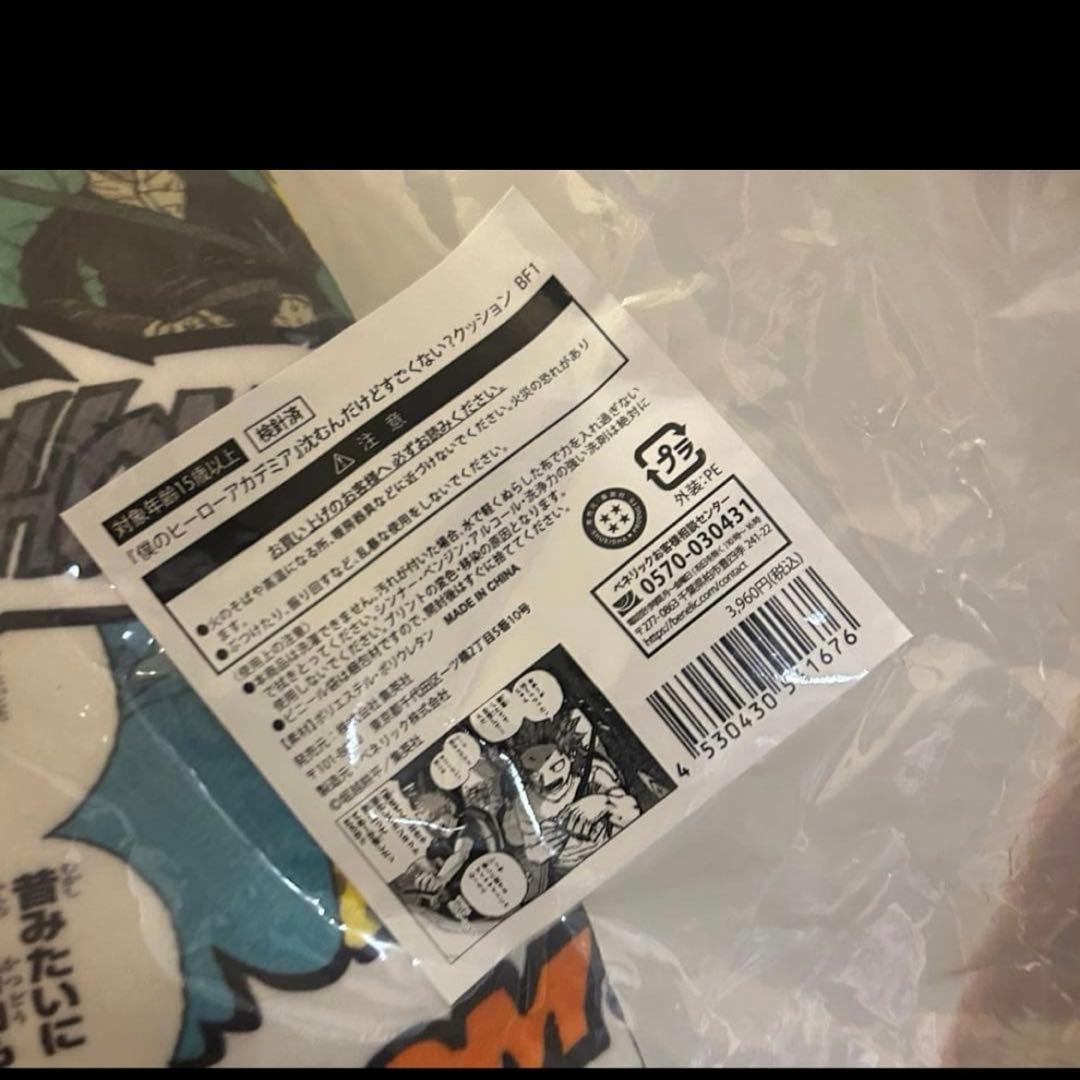 対象年齢15歳以上
検針済
『僕のヒーローアカデミア』沈むんだけどすごくない?クッション BF1
注意
お買い上げのお客様へ 必ずお読みください。
●火のそばや高温になる所、暖房器具などに近づけないでください。火災の恐れがあり
ます。
●ぶつけたり、振り回すなど、乱暴な使用をしないでください。
〈使用上の注意〉
●本商品は洗濯できません。汚れが付いた場合、水で軽くぬらした布で力を入れ過ぎない
で拭きとってください。シンナー・ベンジン・アルコール・洗浄力の強い洗剤は絶対に
使用しないでください。プリントの変色・移染の原因となります。
●ビニール袋は梱包材ですので、開封後はすぐに捨ててください。
【素材】ポリエステル・ポリウレタン
MADE IN CHINA
発売元:株式会社集英社
東京都千代田区一ツ橋2丁目5番10号
製造元:ベネリック株式会社
©堀越耕平/集英社
プラ
外装:PE
ベネリックお客様相談センター
0570-030431
〒277-0863 千葉県柏市豊四季 241-22
https://benelic.com/contact
3,960円(税込)
昔みたいに
むかし